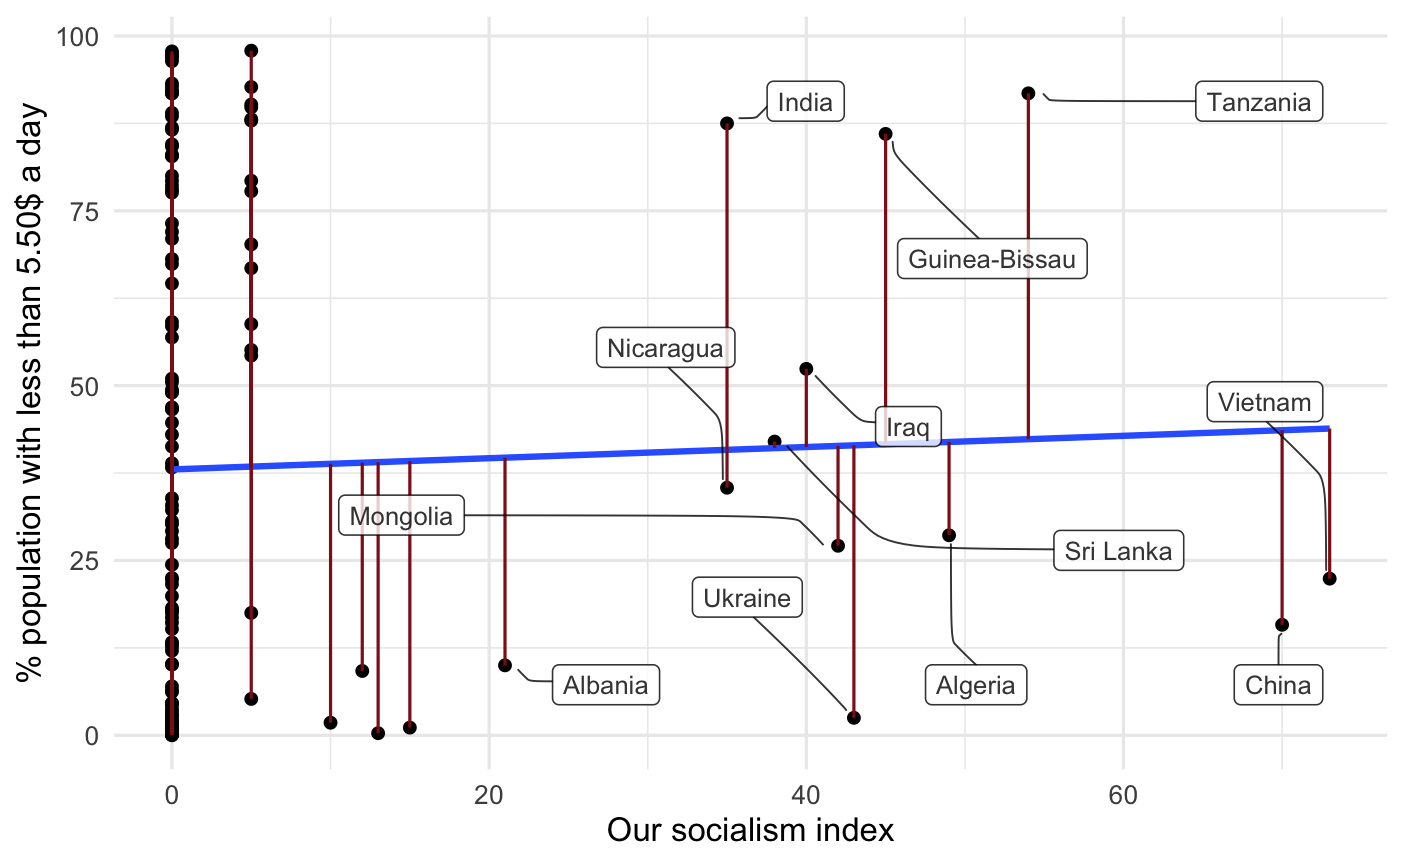 % population with less than 5.50$ a day
100
75
50
25
0
India
Tanzania
Guinea-Bissau
Nicaragua
Vietnam
Iraq
Mongolia
Sri Lanka
Ukraine
Albania
Algeria
China
0
20
40
60
Our socialism index